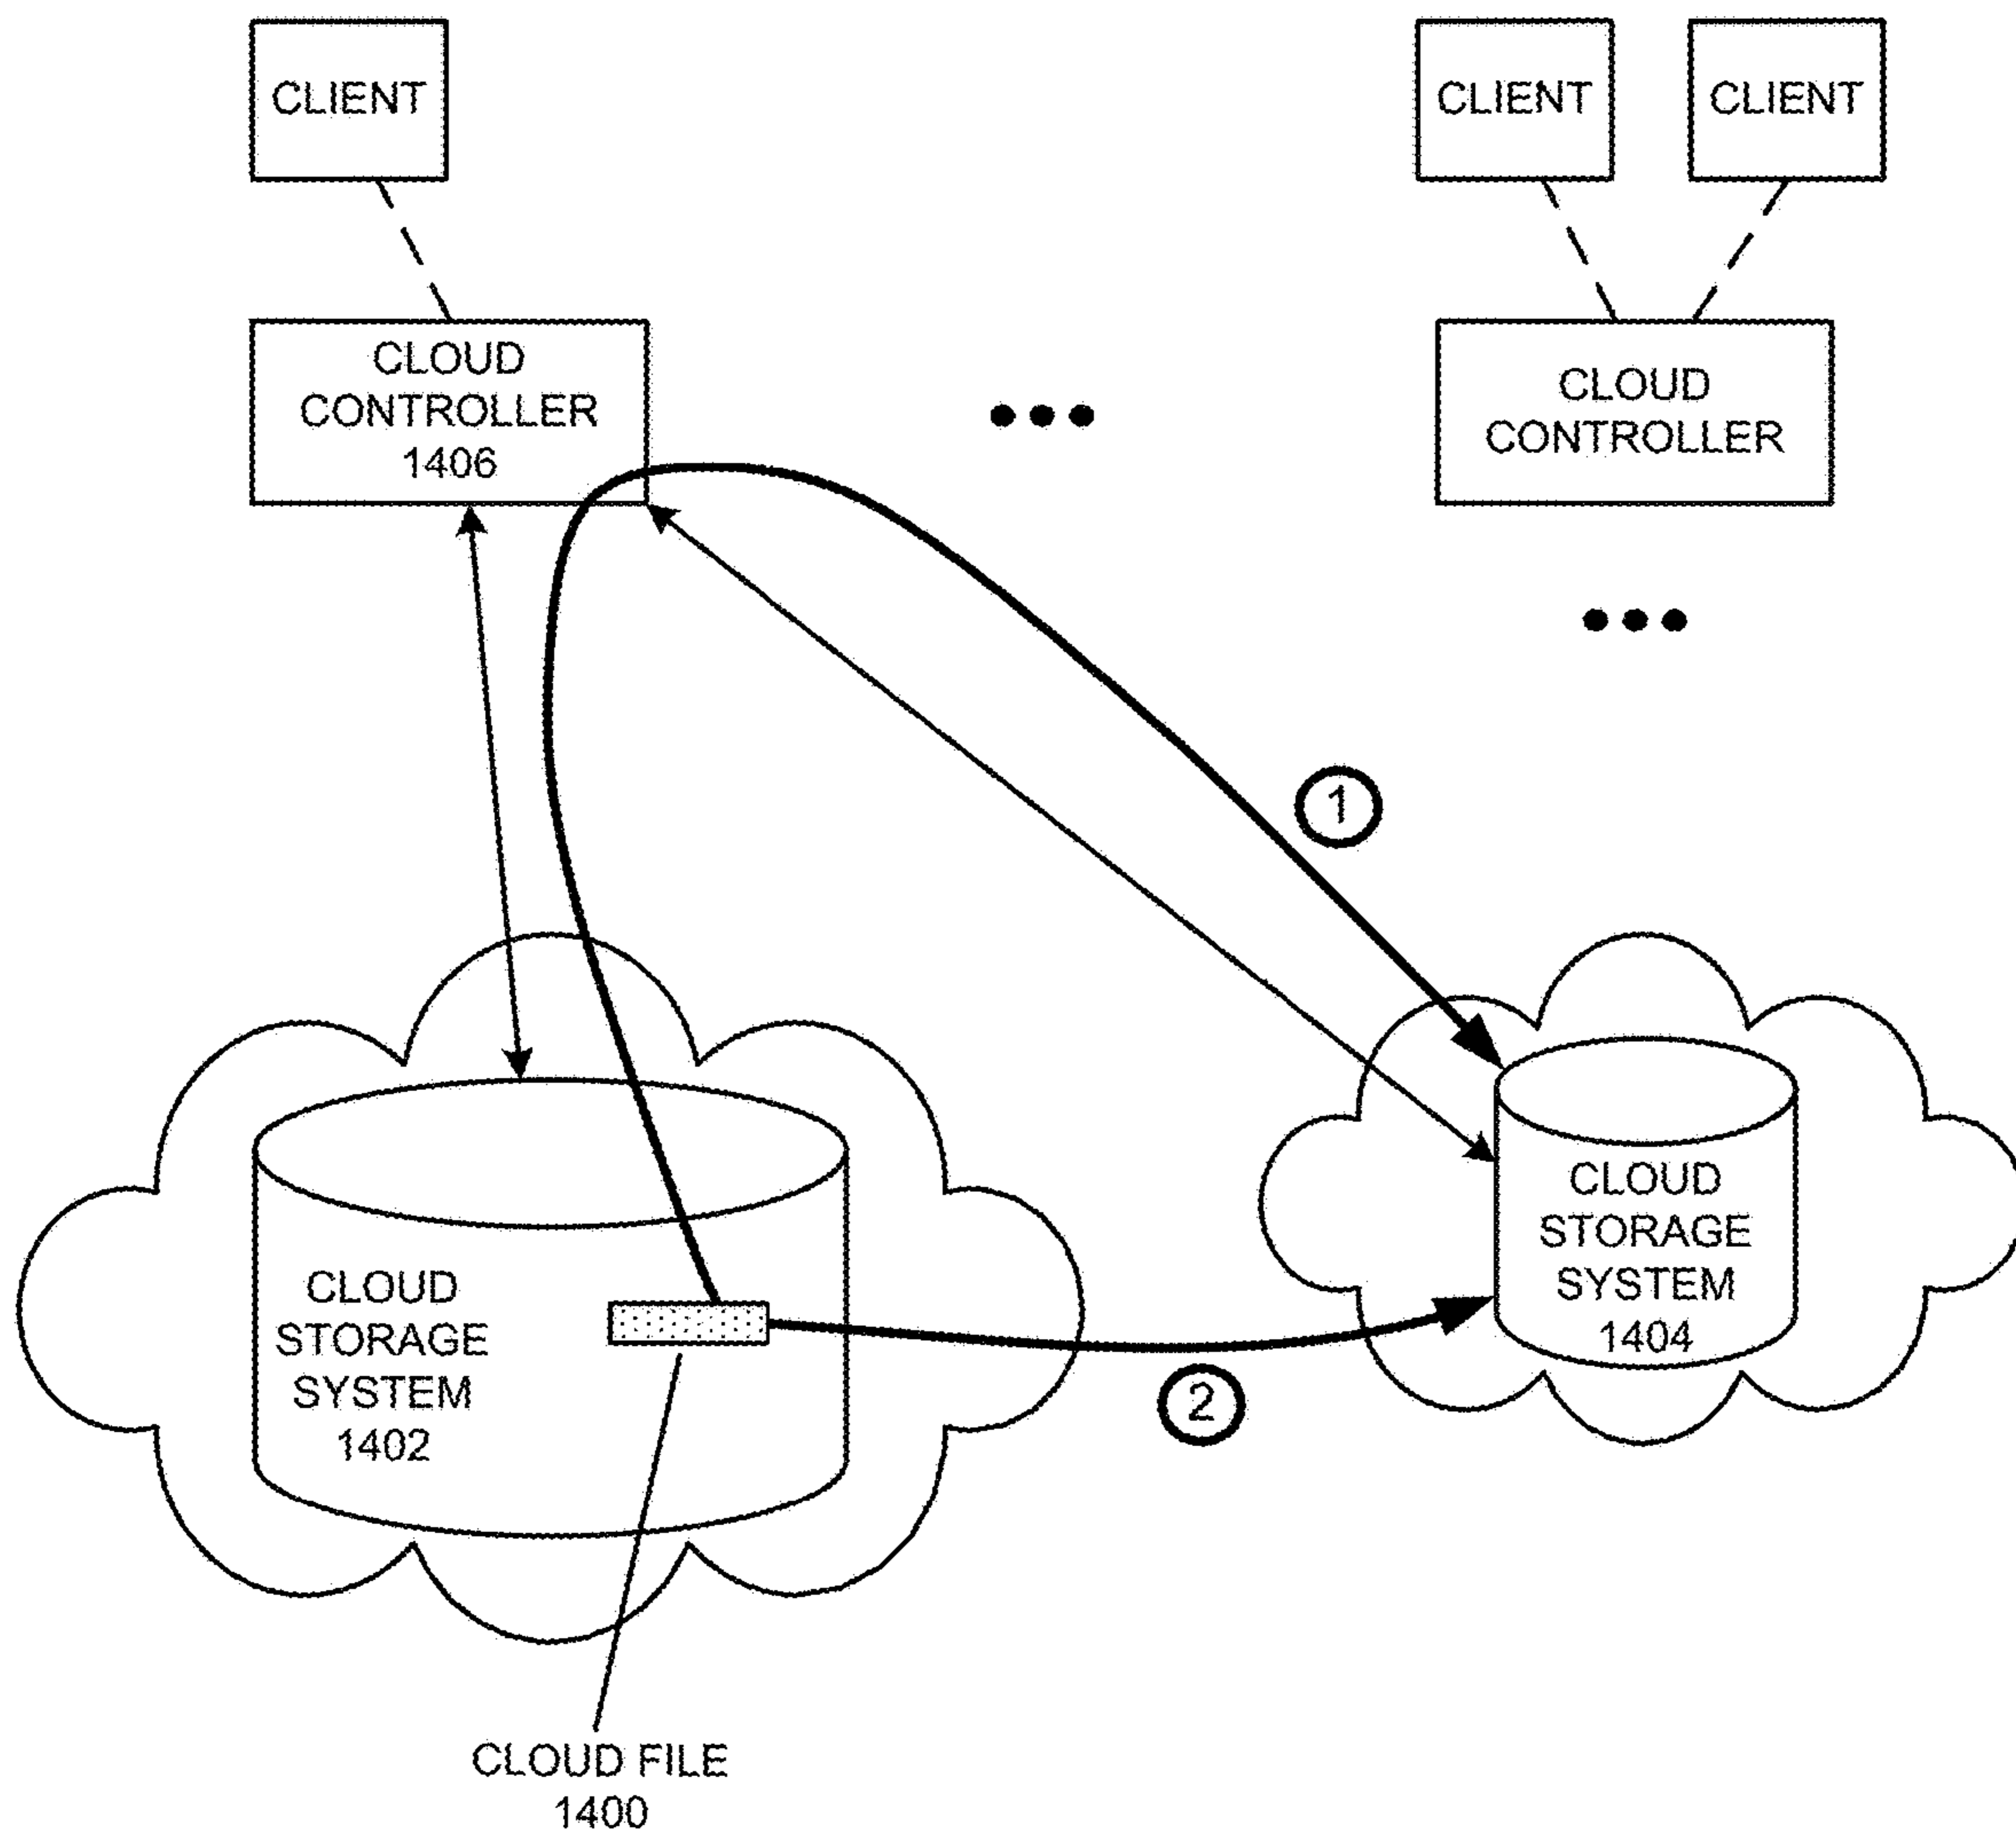 CLIENT
CLIENT
CLIENT
CLOUD
CONTROLLER
1406
CLOUD
CONTROLLER
1
CLOUD
STORAGE
SYSTEM
1404
CLOUD
STORAGE
SYSTEM
1402
2
CLOUD FILE
1400